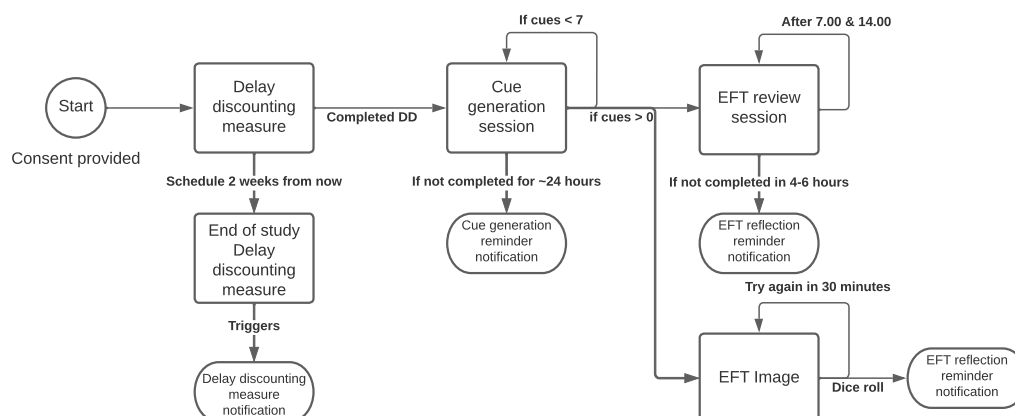 If cues < 7
After 7.00 & 14.00
Start
Consent provided
Delay
discounting
measure
Completed DD
Cue
generation
session
if cues > 0
EFT review
session
Schedule 2 weeks from now
If not completed for ~24 hours
If not completed in 4-6 hours
End of study
Delay
discounting
measure
Cue generation
reminder
notification
EFT reflection
reminder
notification
Try again in 30 minutes
Triggers
Delay discounting
measure
notification
EFT Image
Dice roll
EFT reflection
reminder
notification